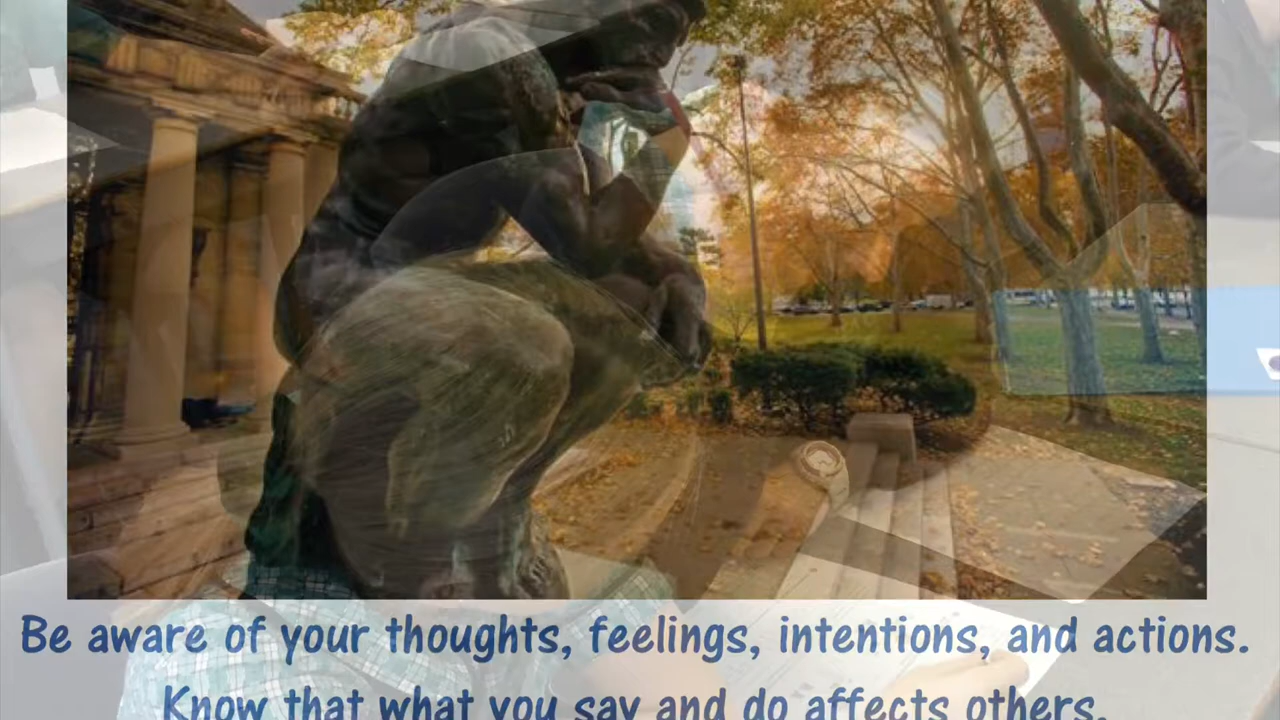 Be aware of your thoughts, feelings, intentions, and actions.
Know that what you say and do affects others.